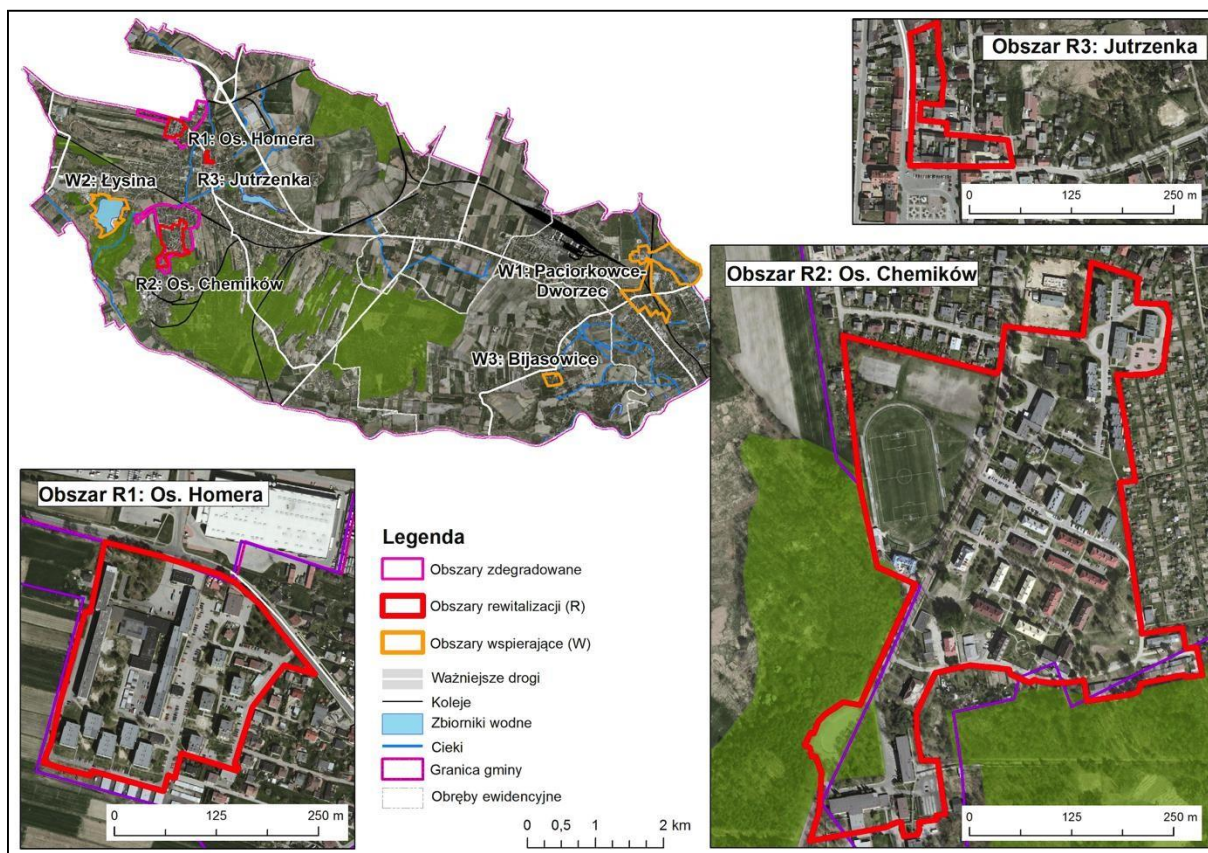 R1: Os. Homera
R3: Jutrzenka
W2: Łysina
R2: Os. Chemików
W1: Paciorkowce-
Dworzec
W3: Bijasowice
Obszar R3: Jutrzenka
0 125 250 m
Obszar R2: Os. Chemików
0 125 250 m
Obszar R1: Os. Homera
0 125 250 m
Legenda
Obszary zdegradowane
Obszary rewitalizacji (R)
Obszary wspierające (W)
Ważniejsze drogi
Koleje
Zbiorniki wodne
Cieki
Granica gminy
Obręby ewidencyjne
0 0,5 1 2 km